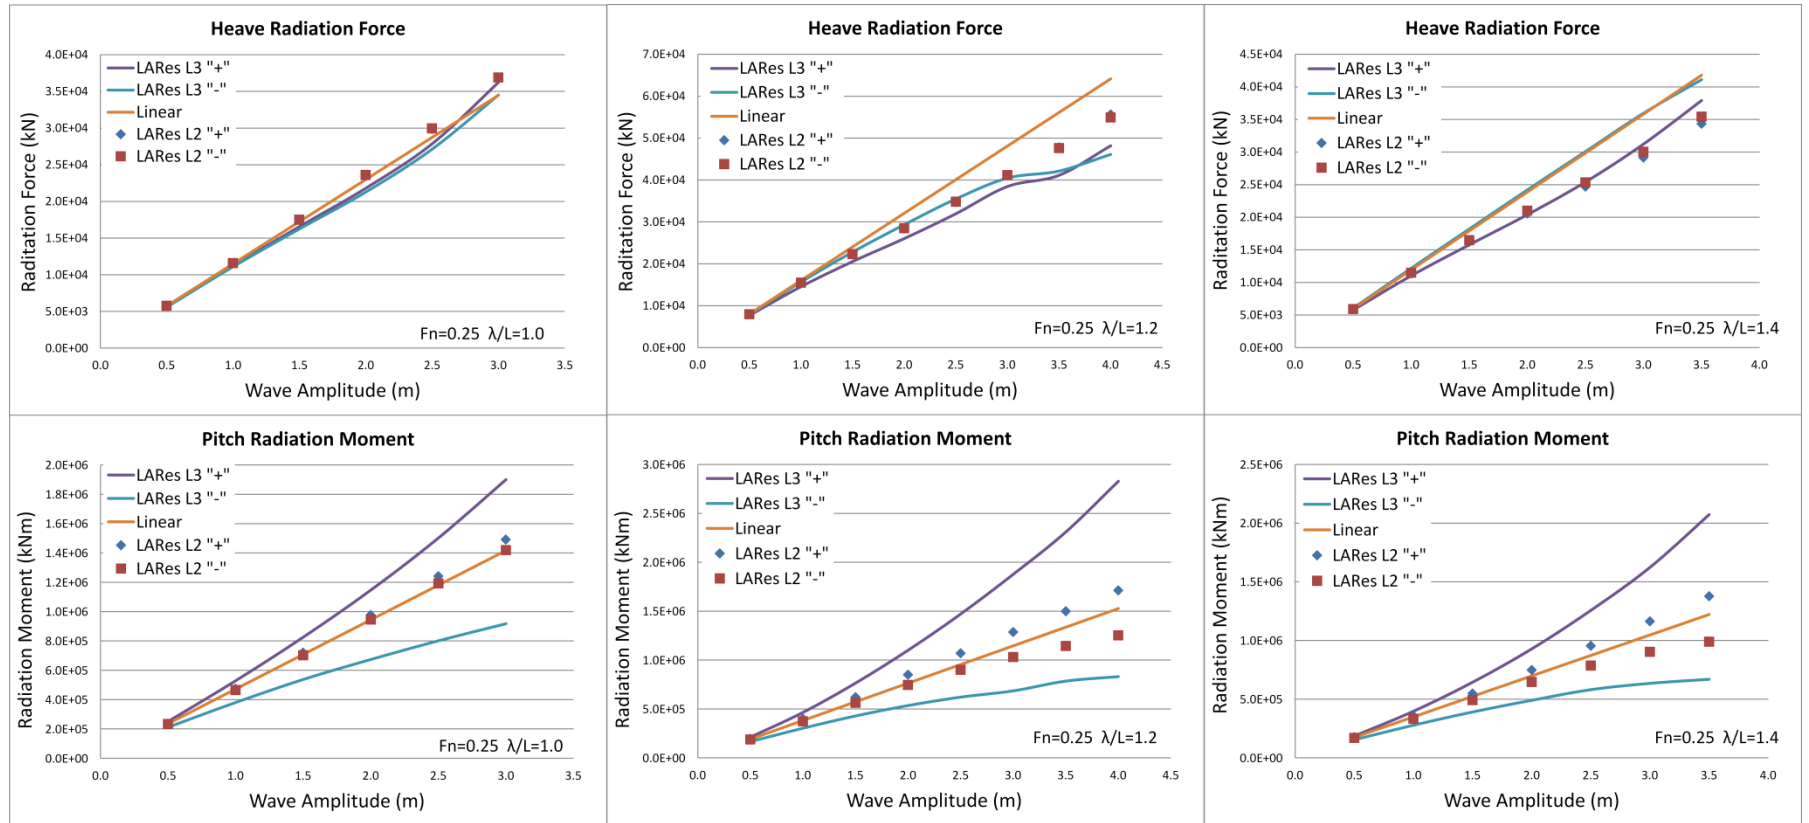 Heave Radiation Force
4.0E+04
3.5E+04
3.0E+04
2.5E+04
2.0E+04
1.5E+04
1.0E+04
5.0E+03
0.0E+00
Raditation Force (kN)
LARes L3 "+"
LARes L3 "-"
Linear
LARes L2 "+"
LARes L2 "-"
Fn=0.25 λ/L=1.0
0.0 0.5 1.0 1.5 2.0 2.5 3.0 3.5
Wave Amplitude (m)
Heave Radiation Force
7.0E+04
6.0E+04
5.0E+04
4.0E+04
3.0E+04
2.0E+04
1.0E+04
0.0E+00
Raditation Force (kN)
LARes L3 "+"
LARes L3 "-"
Linear
LARes L2 "+"
LARes L2 "-"
Fn=0.25 λ/L=1.2
0.0 0.5 1.0 1.5 2.0 2.5 3.0 3.5 4.0 4.5
Wave Amplitude (m)
Heave Radiation Force
4.5E+04
4.0E+04
3.5E+04
3.0E+04
2.5E+04
2.0E+04
1.5E+04
1.0E+04
5.0E+03
0.0E+00
Radiation Force (kN)
LARes L3 "+"
LARes L3 "-"
Linear
LARes L2 "+"
LARes L2 "-"
Fn=0.25 λ/L=1.4
0.0 0.5 1.0 1.5 2.0 2.5 3.0 3.5 4.0
Wave Amplitude (m)
Pitch Radiation Moment
2.0E+06
1.8E+06
1.6E+06
1.4E+06
1.2E+06
1.0E+06
8.0E+05
6.0E+05
4.0E+05
2.0E+05
0.0E+00
Radiation Moment (kNm)
LARes L3 "+"
LARes L3 "-"
Linear
LARes L2 "+"
LARes L2 "-"
Fn=0.25 λ/L=1.0
0.0 0.5 1.0 1.5 2.0 2.5 3.0 3.5
Wave Amplitude (m)
Pitch Radiation Moment
3.0E+06
2.5E+06
2.0E+06
1.5E+06
1.0E+06
5.0E+05
0.0E+00
Radiation Moment (kNm)
LARes L3 "+"
LARes L3 "-"
Linear
LARes L2 "+"
LARes L2 "-"
Fn=0.25 λ/L=1.2
0.0 0.5 1.0 1.5 2.0 2.5 3.0 3.5 4.0 4.5
Wave Amplitude (m)
Pitch Radiation Moment
2.5E+06
2.0E+06
1.5E+06
1.0E+06
5.0E+05
0.0E+00
Radiation Moment (kNm)
LARes L3 "+"
LARes L3 "-"
Linear
LARes L2 "+"
LARes L2 "-"
Fn=0.25 λ/L=1.4
0.0 0.5 1.0 1.5 2.0 2.5 3.0 3.5 4.0
Wave Amplitude (m)